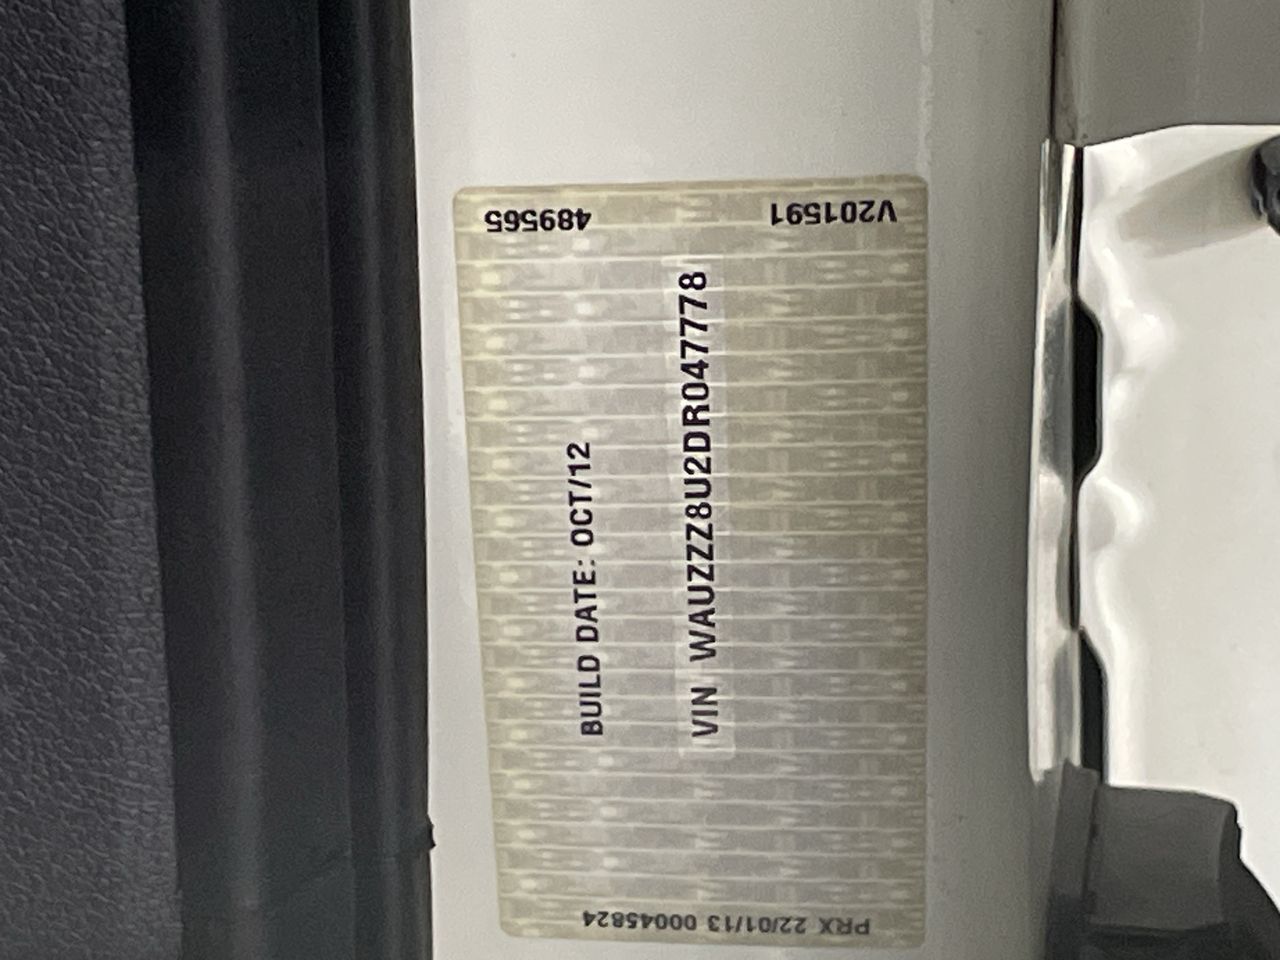 V201591
489565
BUILD DATE: OCT/12
VIN WAUZZZ8U2DR047778
PRX 22/01/13 00045824